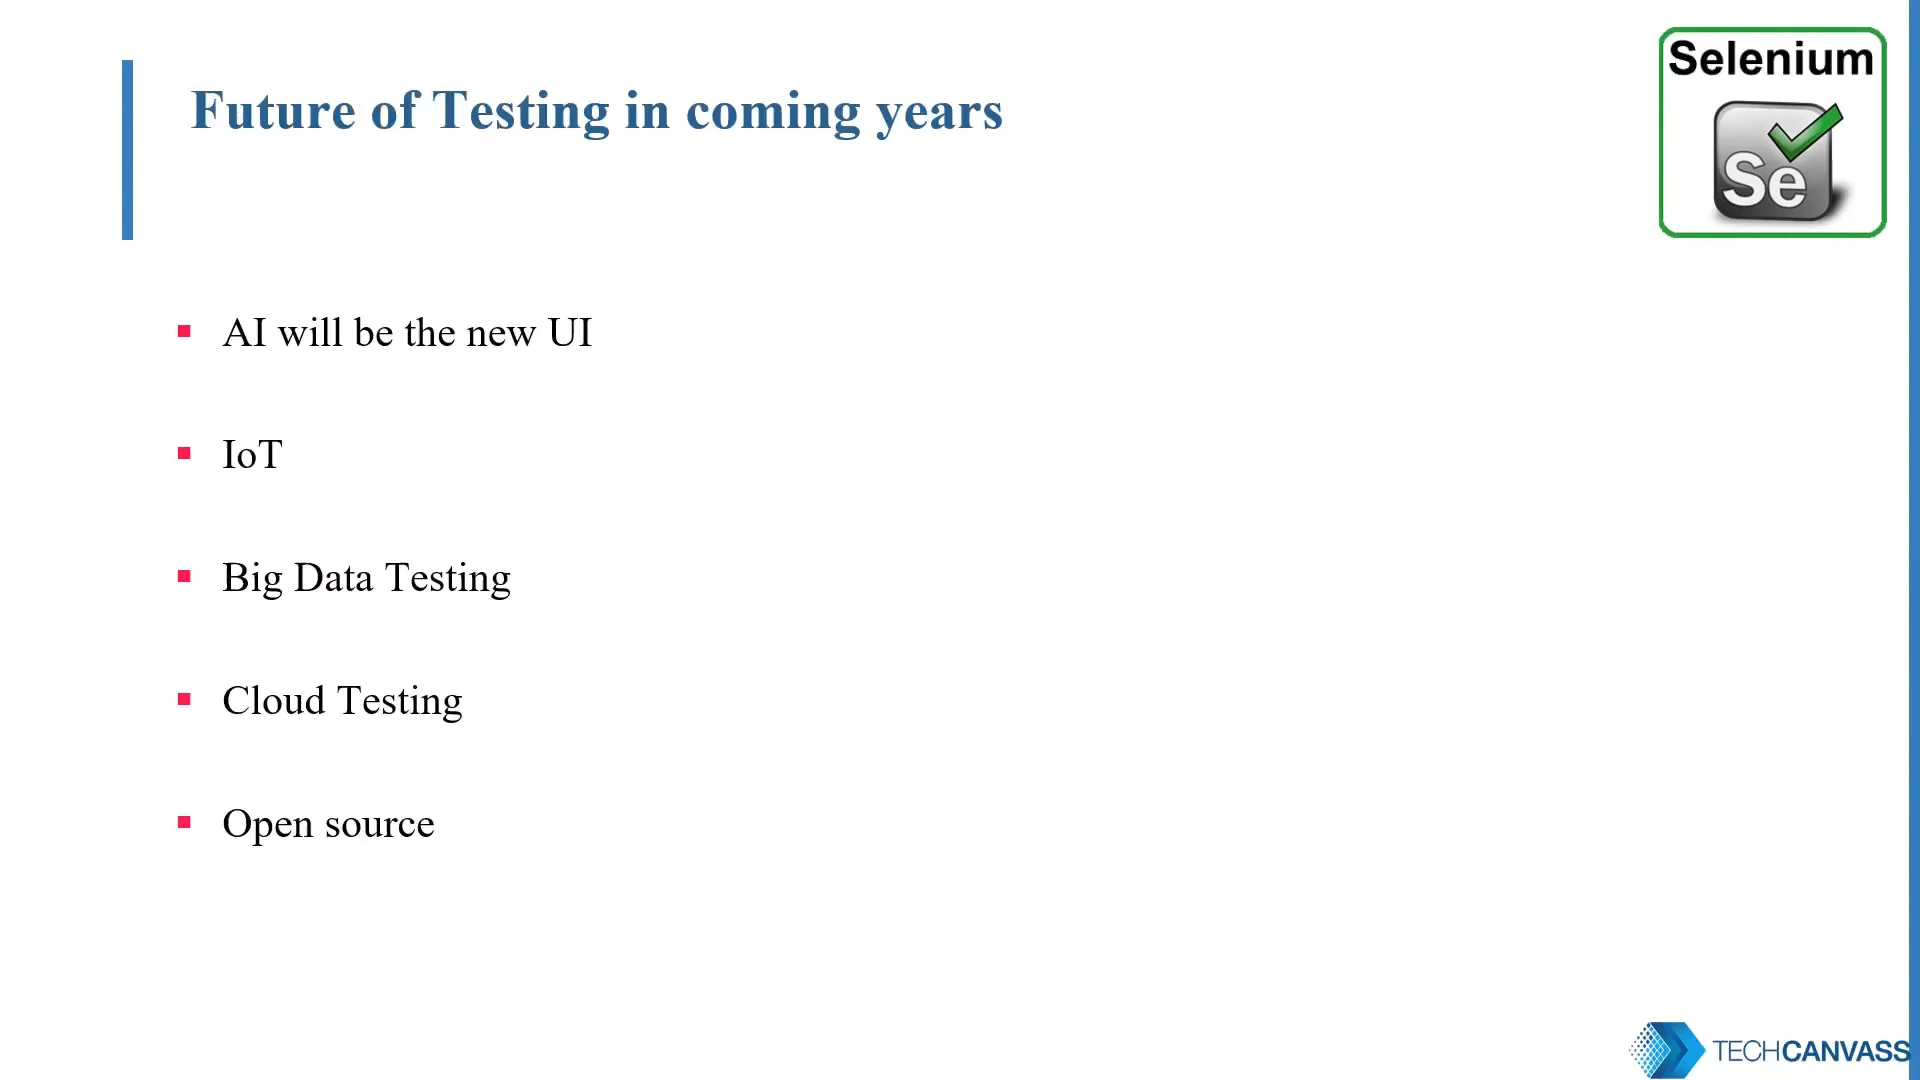 Future of Testing in coming years
Selenium
Se
AI will be the new UI
IoT
Big Data Testing
Cloud Testing
Open source
TECHCANVASS